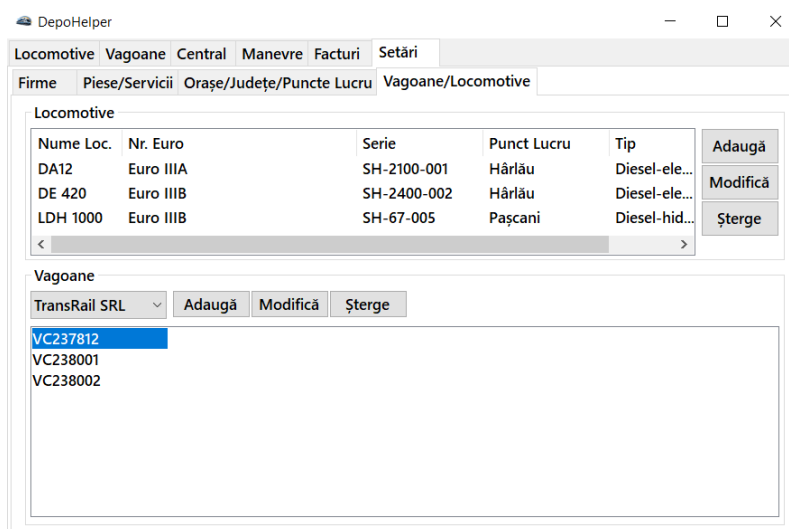 DepoHelper
Locomotive Vagoane Central Manevre Facturi Setări
Firme Piese/Servicii Orașe/Județe/Puncte Lucru Vagoane/Locomotive
Locomotive
Nume Loc. Nr. Euro Serie Punct Lucru Tip
DA12 Euro IIIA SH-2100-001 Hârlău Diesel-ele...
DE 420 Euro IIIB SH-2400-002 Hârlău Diesel-ele...
LDH 1000 Euro IIIB SH-67-005 Pașcani Diesel-hid...
Adaugă
Modifică
Șterge
Vagoane
TransRail SRL Adaugă Modifică Șterge
VC237812
VC238001
VC238002